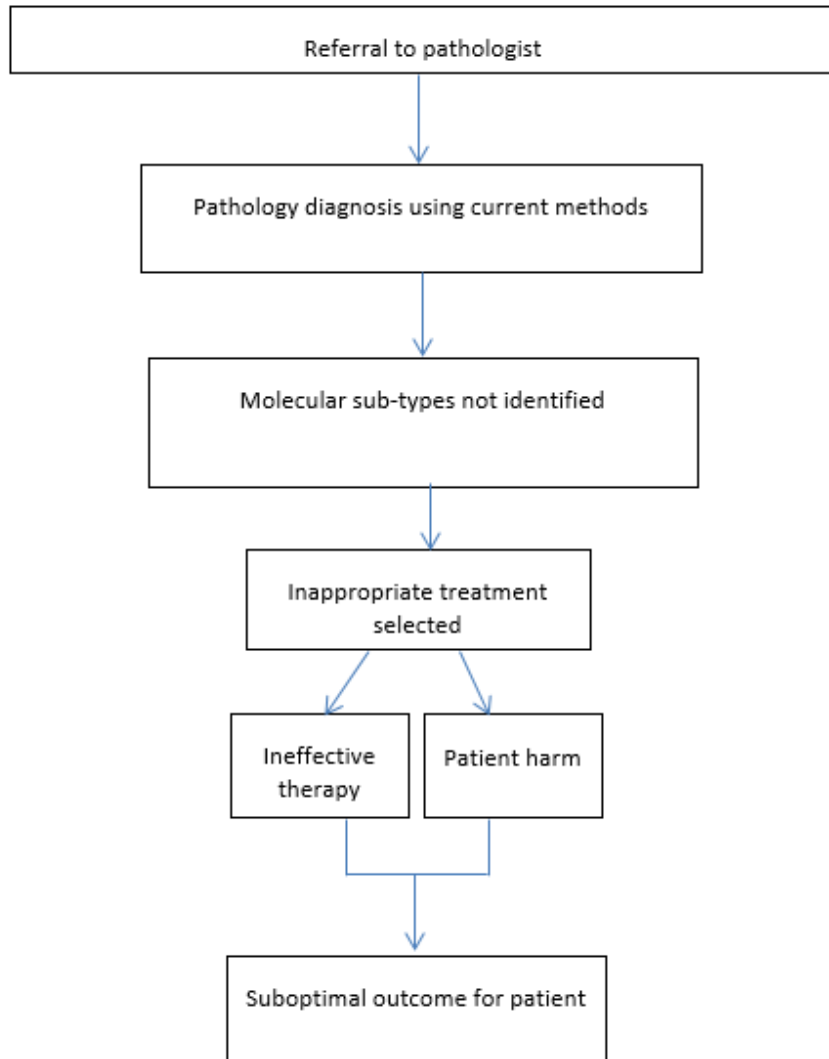 Referral to pathologist
Pathology diagnosis using current methods
Molecular sub-types not identified
Inappropriate treatment
selected
Ineffective
therapy
Patient harm
Suboptimal outcome for patient